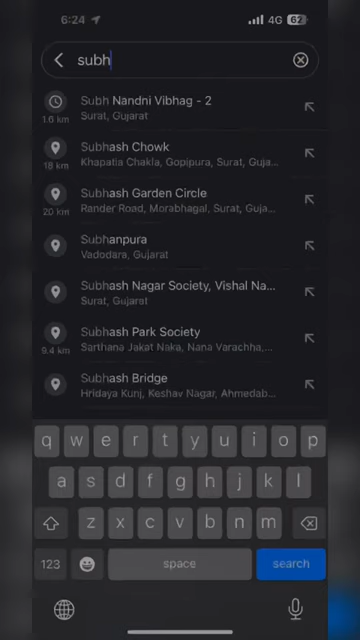 6:24 4G 62
subh
Subh Nandni Vibhag - 2
1.6 km Surat, Gujarat
Subhash Chowk
18 km Khapatia Chakla, Gopipura, Surat, Guja...
Subhash Garden Circle
20 km Rander Road, Morabhagal, Surat, Guja...
Subhanpura
Vadodara, Gujarat
Subhash Nagar Society, Vishal Na...
Surat, Gujarat
Subhash Park Society
9.4 km Sarthana Jakat Naka, Nana Varachha,...
Subhash Bridge
Hridaya Kunj, Keshav Nagar, Ahmedab...
q w e r t y u i o p
a s d f g h j k l
z x c v b n m
123 space search